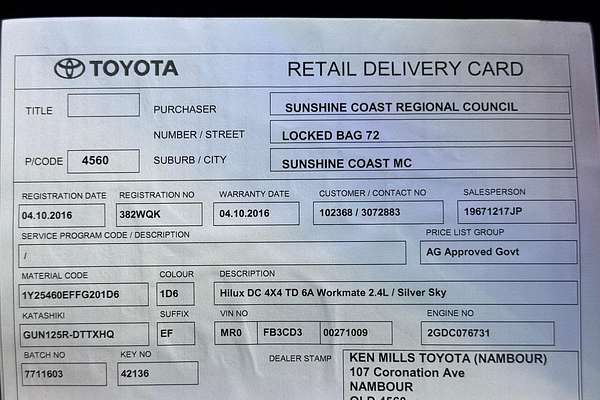 TOYOTA RETAIL DELIVERY CARD
TITLE PURCHASER SUNSHINE COAST REGIONAL COUNCIL
NUMBER / STREET LOCKED BAG 72
P/CODE 4560 SUBURB / CITY SUNSHINE COAST MC
REGISTRATION DATE REGISTRATION NO WARRANTY DATE CUSTOMER / CONTACT NO SALESPERSON
04.10.2016 382WQK 04.10.2016 102368 / 3072883 19671217JP
SERVICE PROGRAM CODE / DESCRIPTION PRICE LIST GROUP
/ AG Approved Govt
MATERIAL CODE COLOUR DESCRIPTION
1Y25460EFFG201D6 1D6 Hilux DC 4X4 TD 6A Workmate 2.4L / Silver Sky
KATASHIKI SUFFIX VIN NO ENGINE NO
GUN125R-DTTXHQ EF MR0 FB3CD3 00271009 2GDC076731
BATCH NO KEY NO DEALER STAMP KEN MILLS TOYOTA (NAMBOUR)
7711603 42136 107 Coronation Ave
NAMBOUR
QLD 4560